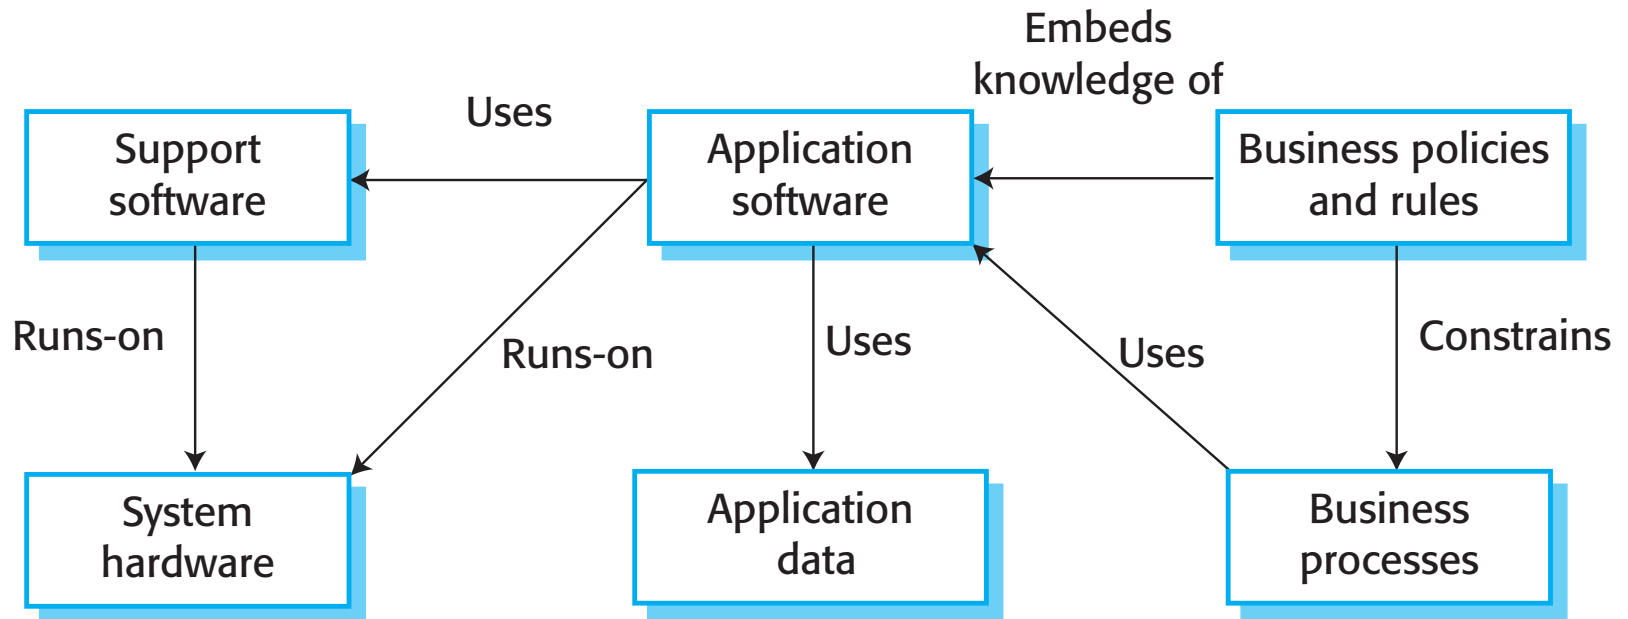 Embeds
knowledge of
Uses
Support
software
Application
software
Business policies
and rules
Runs-on
Runs-on
Uses
Uses
Constrains
System
hardware
Application
data
Business
processes